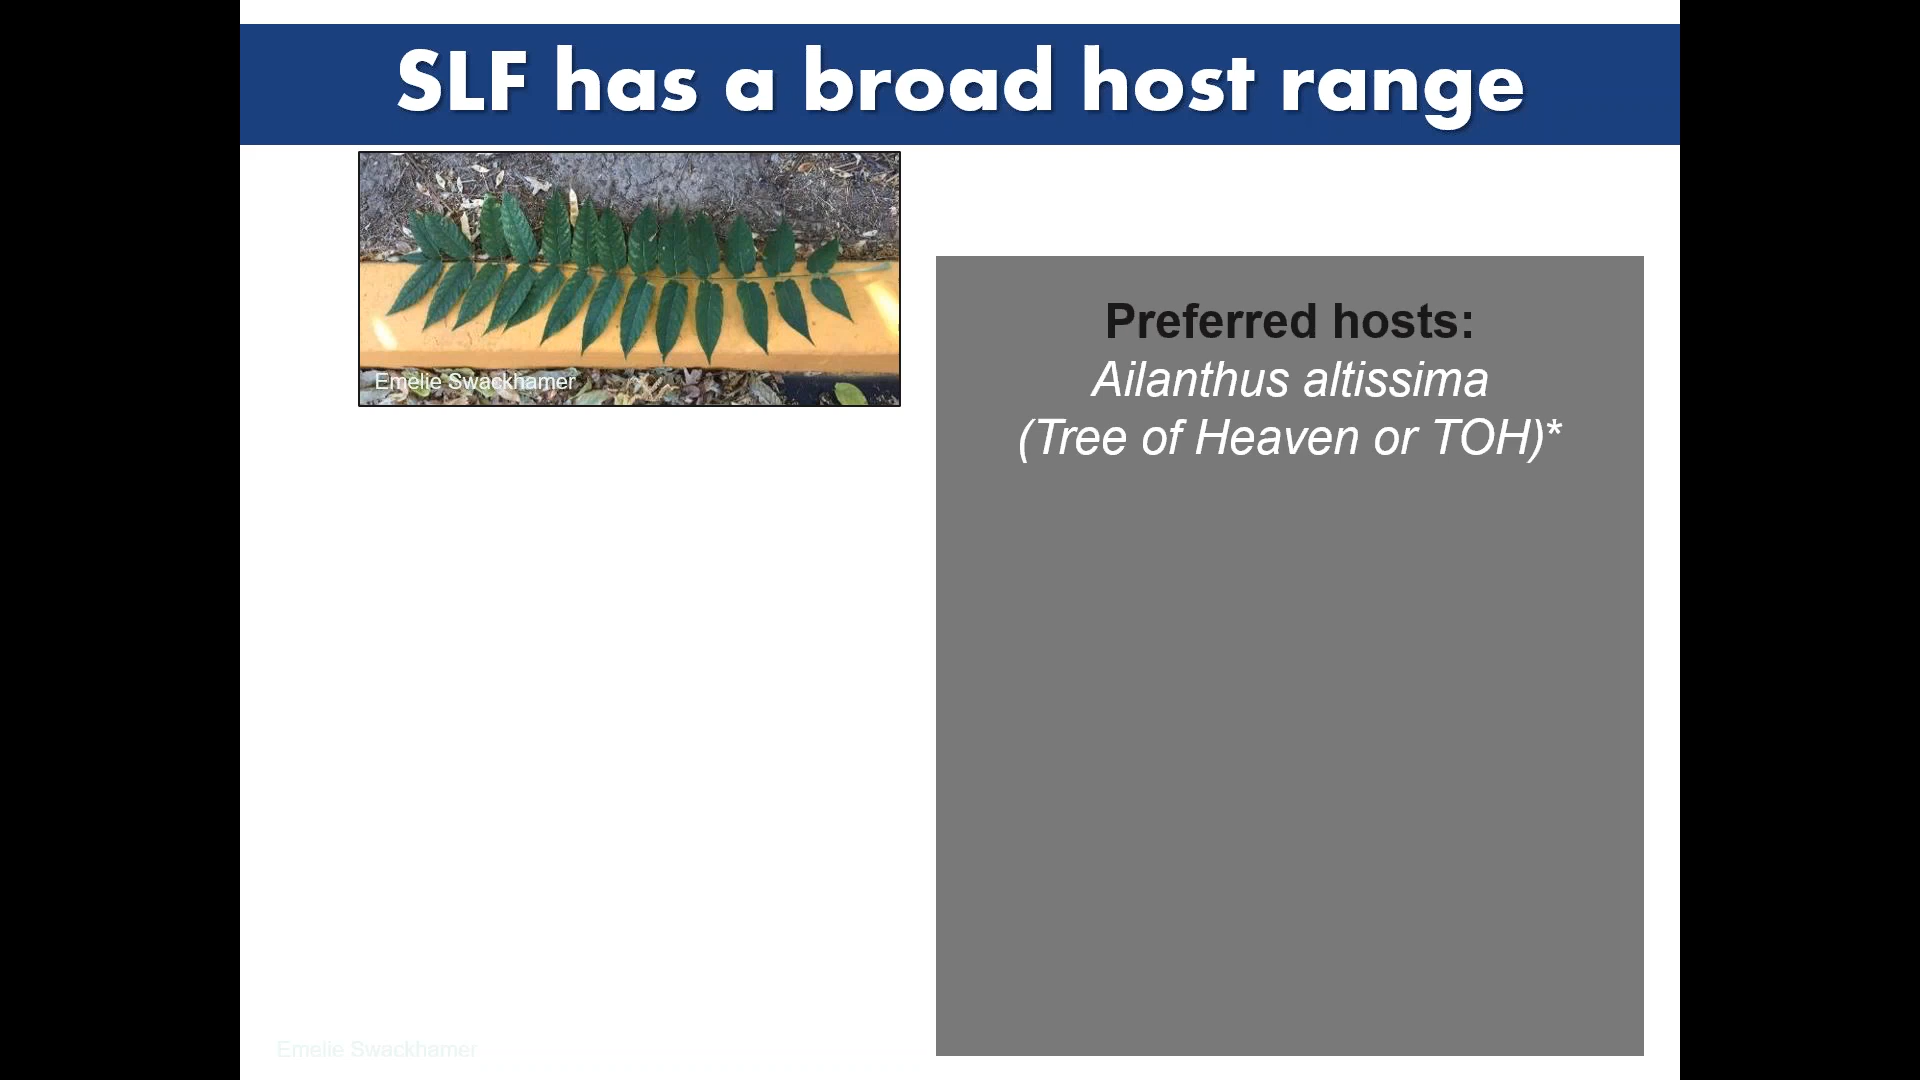 SLF has a broad host range
Emelie Swackhamer
Preferred hosts:
Ailanthus altissima
(Tree of Heaven or TOH)*
Emelie Swackhamer